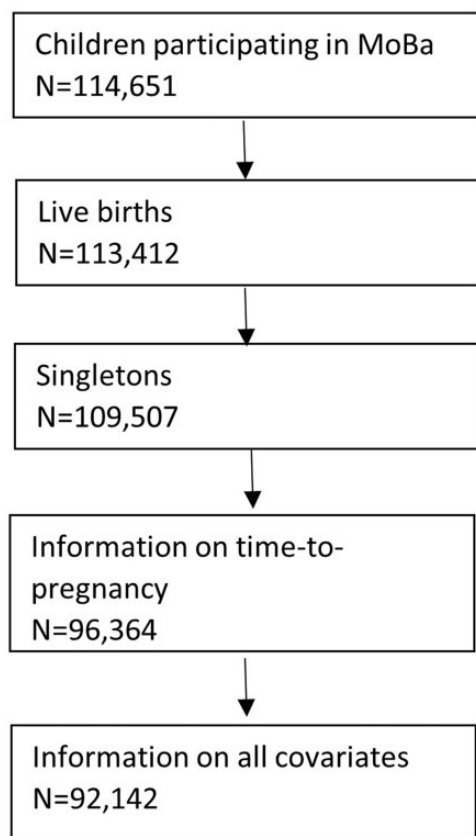 Children participating in MoBa
N=114,651
Live births
N=113,412
Singletons
N=109,507
Information on time-to-
pregnancy
N=96,364
Information on all covariates
N=92,142